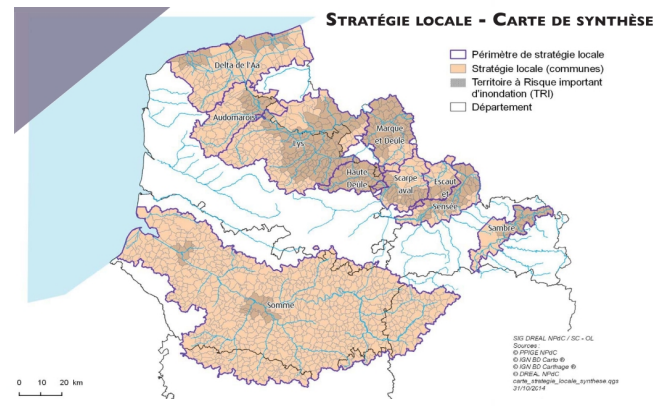 STRATÉGIE LOCALE - CARTE DE SYNTHÈSE
Périmètre de stratégie locale
Stratégie locale (communes)
Territoire à Risque important
d'inondation (TRI)
Département
Delta de l'Aa
Audomarois
Lys
Marque
et Deule
Haute
Deule
Scarpe
aval
Escaut
et
Sensée
Sambre
Somme
SIG DREAL NPdC / SC - OL
Sources :
© PPIGE NPdC
© IGN BD Carto ®
© IGN BD Carthage ®
© DREAL NPdC
carte_strategie_locale_synthese.qgs
31/10/2014
0 10 20 km